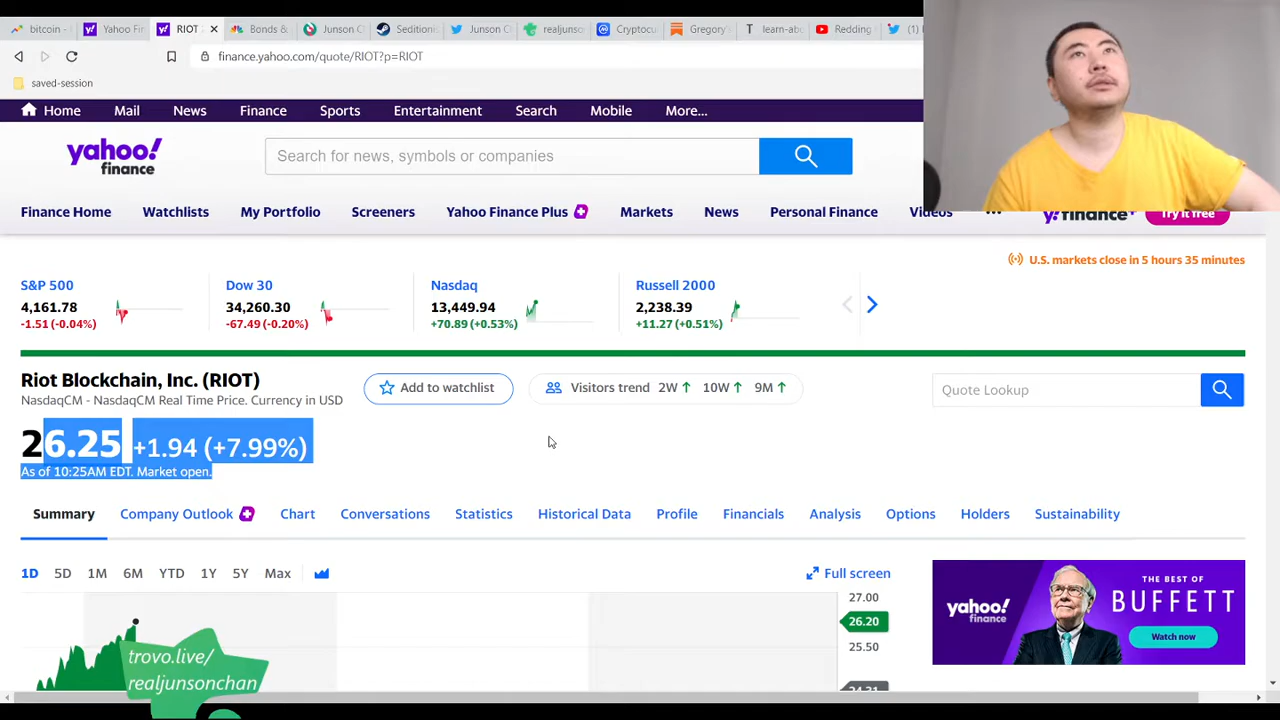 bitcoin
Yahoo Fin
RIOT
Bonds &
Junson C
Seditioni
Junson C
realjunso
Cryptocu
Gregory's
learn-abo
Redding
finance.yahoo.com/quote/RIOT?p=RIOT
saved-session
Home Mail News Finance Sports Entertainment Search Mobile More...
yahoo!
finance
Search for news, symbols or companies
Finance Home Watchlists My Portfolio Screeners Yahoo Finance Plus Markets News Personal Finance Videos ...
Try it free
U.S. markets close in 5 hours 35 minutes
S&P 500
4,161.78
-1.51 (-0.04%)
Dow 30
34,260.30
-67.49 (-0.20%)
Nasdaq
13,449.94
+70.89 (+0.53%)
Russell 2000
2,238.39
+11.27 (+0.51%)
Riot Blockchain, Inc. (RIOT)
NasdaqCM - NasdaqCM Real Time Price. Currency in USD
Add to watchlist
Visitors trend 2W 10W 9M
Quote Lookup
26.25 +1.94 (+7.99%)
As of 10:25AM EDT. Market open.
Summary Company Outlook Chart Conversations Statistics Historical Data Profile Financials Analysis Options Holders Sustainability
1D 5D 1M 6M YTD 1Y 5Y Max
Full screen
27.00
26.20
25.50
24.31
yahoo!
finance
THE BEST OF
BUFFETT
Watch now
trovo.live/
realjunsonchan